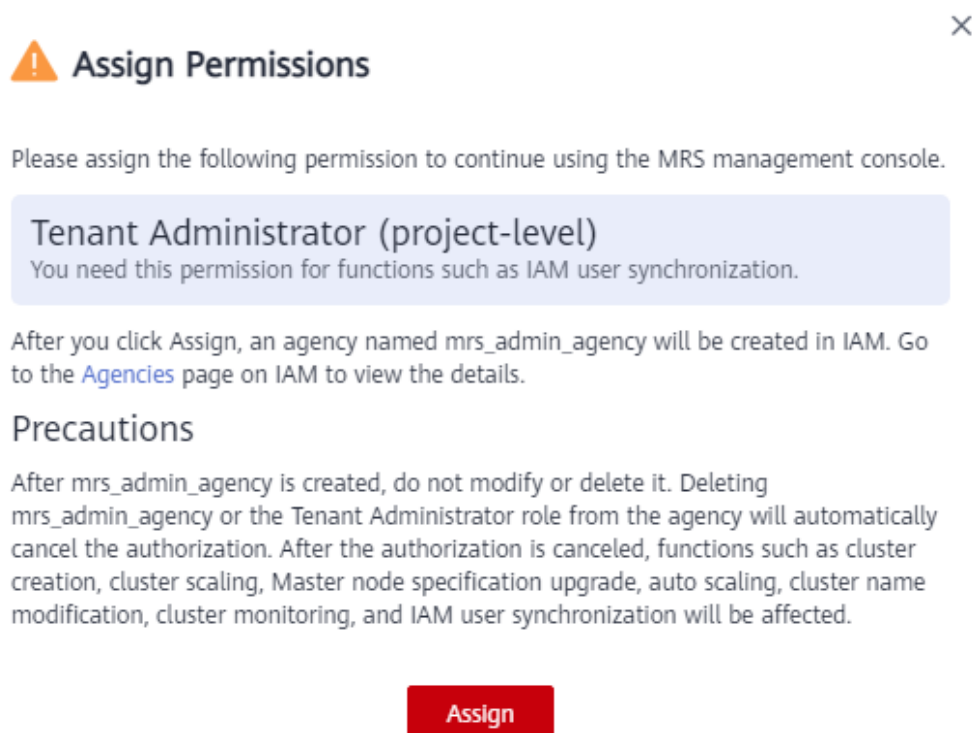 Assign Permissions
Please assign the following permission to continue using the MRS management console.
Tenant Administrator (project-level)
You need this permission for functions such as IAM user synchronization.
After you click Assign, an agency named mrs_admin_agency will be created in IAM. Go
to the Agencies page on IAM to view the details.
Precautions
After mrs_admin_agency is created, do not modify or delete it. Deleting
mrs_admin_agency or the Tenant Administrator role from the agency will automatically
cancel the authorization. After the authorization is canceled, functions such as cluster
creation, cluster scaling, Master node specification upgrade, auto scaling, cluster name
modification, cluster monitoring, and IAM user synchronization will be affected.
Assign